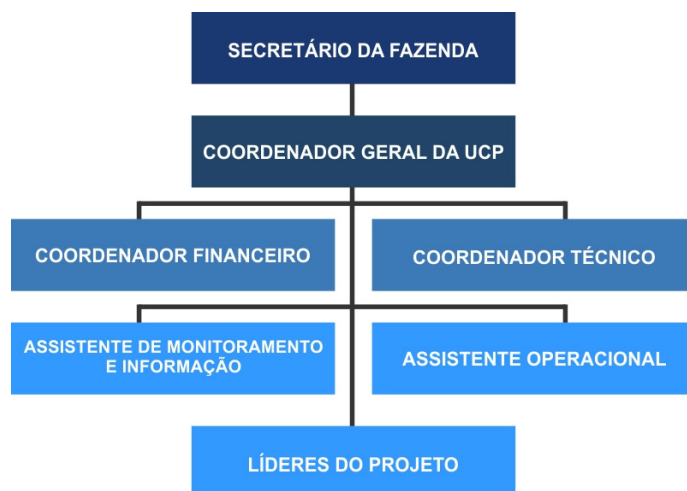 SECRETÁRIO DA FAZENDA
COORDENADOR GERAL DA UCP
COORDENADOR FINANCEIRO
COORDENADOR TÉCNICO
ASSISTENTE DE MONITORAMENTO
E INFORMAÇÃO
ASSISTENTE OPERACIONAL
LÍDERES DO PROJETO